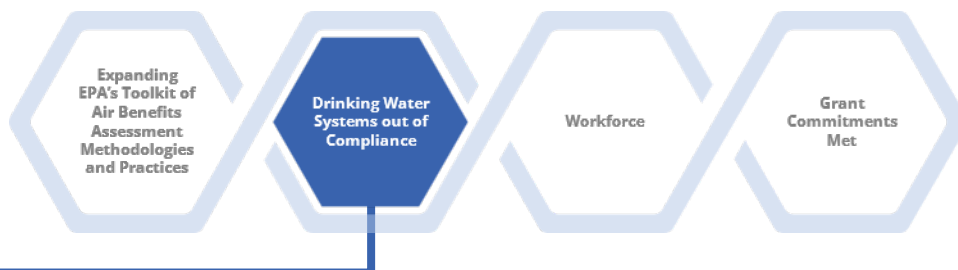 Expanding
EPA's Toolkit of
Air Benefits
Assessment
Methodologies
and Practices
Drinking Water
Systems out of
Compliance
Workforce
Grant
Commitments
Met